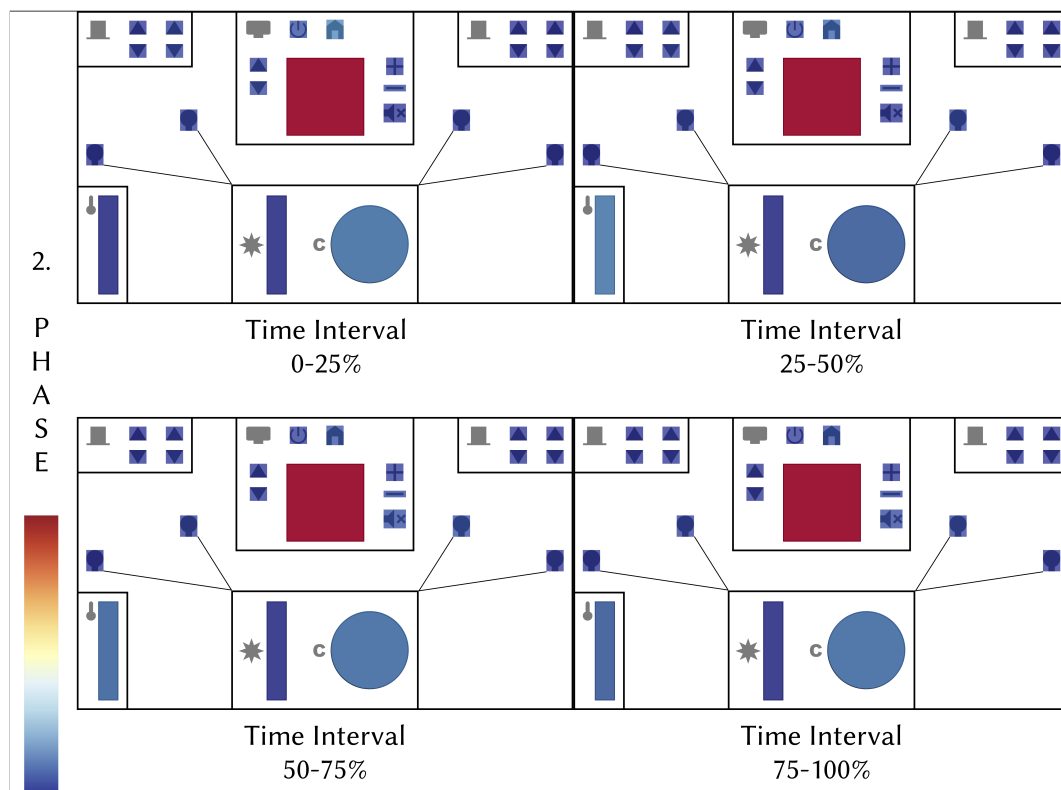 2.
P
H
A
S
E
C
Time Interval
0-25%
C
Time Interval
25-50%
C
Time Interval
50-75%
C
Time Interval
75-100%